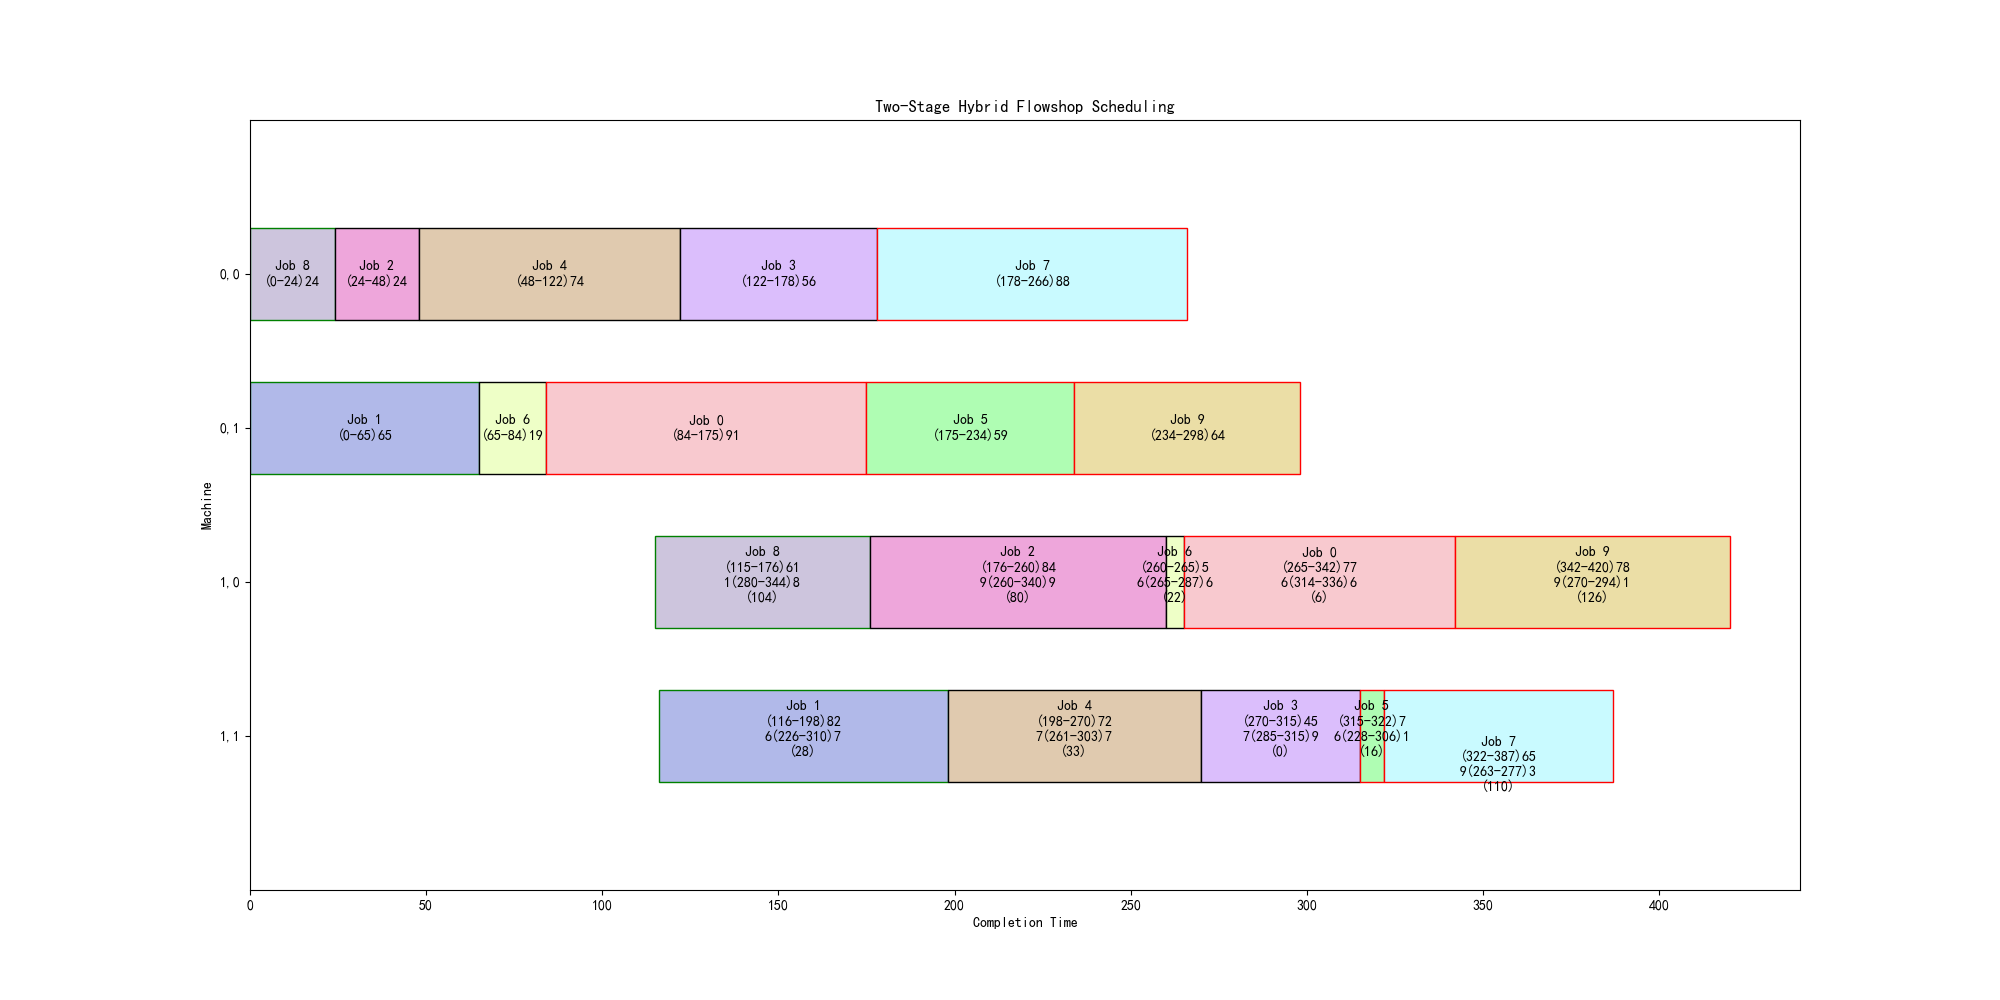 Two-Stage Hybrid Flowshop Scheduling
0,0
Job 8
(0-24)24
Job 2
(24-48)24
Job 4
(48-122)74
Job 3
(122-178)56
Job 7
(178-266)88
0,1
Job 1
(0-65)65
Job 6
(65-84)19
Job 0
(84-175)91
Job 5
(175-234)59
Job 9
(234-298)64
Machine
1,0
Job 8
(115-176)61
1(280-344)8
(104)
Job 2
(176-260)84
9(260-340)9
(80)
Job 6
(260-265)5
6(265-287)6
(22)
Job 0
(265-342)77
6(314-336)6
(6)
Job 9
(342-420)78
9(270-294)1
(126)
1,1
Job 1
(116-198)82
6(226-310)7
(28)
Job 4
(198-270)72
7(261-303)7
(33)
Job 3
(270-315)45
7(285-315)9
(0)
Job 5
(315-322)7
6(228-306)1
(16)
Job 7
(322-387)65
9(263-277)3
(110)
0
50
100
150
200
250
300
350
400
Completion Time